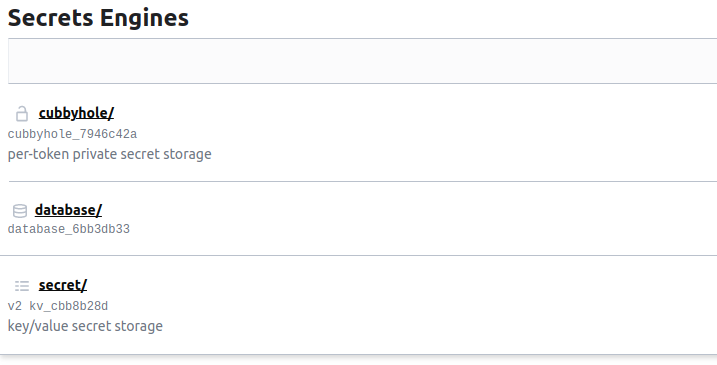 Secrets Engines
cubbyhole/
cubbyhole_7946c42a
per-token private secret storage
database/
database_6bb3db33
secret/
v2 kv_cbb8b28d
key/value secret storage